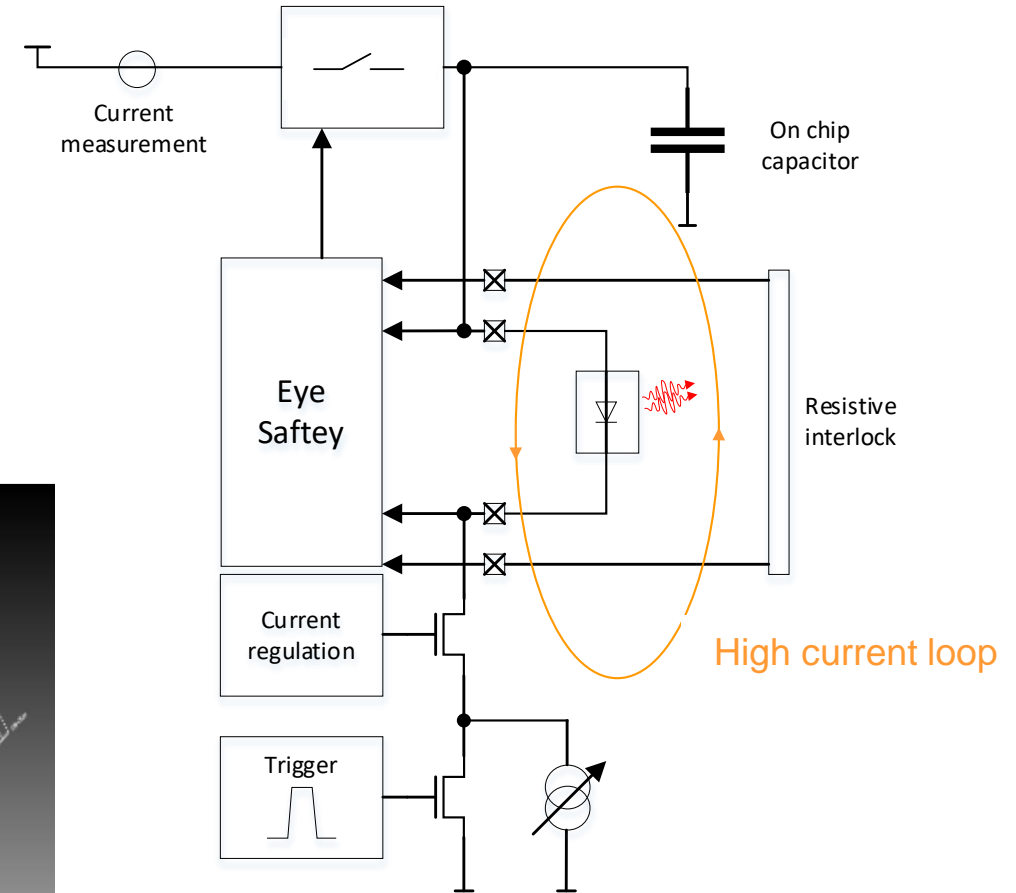 Current
measurement
On chip
capacitor
Eye
Saftey
Resistive
interlock
Current
regulation
High current loop
Trigger